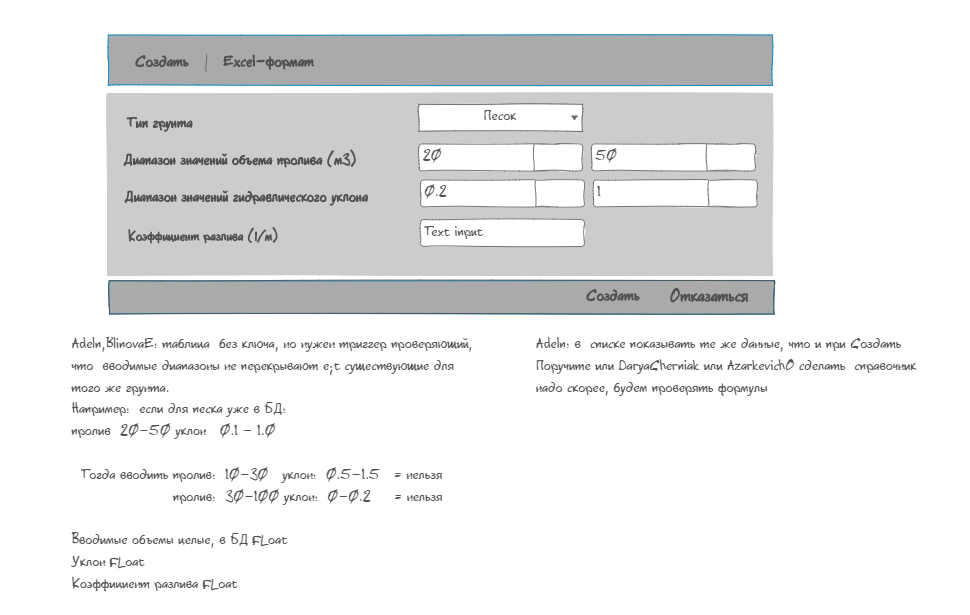 Создать | Excel-формат
Тип грунта Песок
Диапазон значений объема пролива (м3) 20 50
Диапазон значений гидравлического уклона 0.2 1
Коэффициент разлива (1/м) Text input
Создать Отказаться
Adeln,BlinovaE: таблица без ключа, но нужен триггер проверяющий,
что вводимые диапазоны не перекрывают e;t существующие для
того же грунта.
Например: если для песка уже в БД:
пролив 20-50 уклон 0.1 - 1.0
Тогда вводить пролив: 10-30 уклон: 0.5-1.5 = нельзя
пролив: 30-100 уклон: 0-0.2 = нельзя
Вводимые объемы целые, в БД FLoat
Уклон FLoat
Коэффициент разлива FLoat
Adeln: в списке показывать те же данные, что и при Создать
Поручите или DaryaCherniak или AzarkevichO сделать справочник
надо скорее, будем проверять формулы